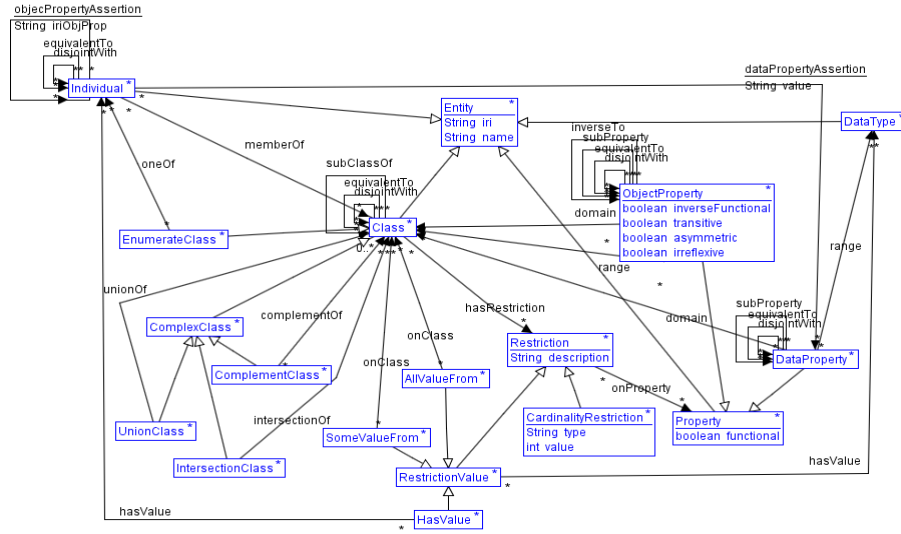 objecPropertyAssertion
String iriObjProp
equivalentTo
disjointWith
* *
Individual *
dataPropertyAssertion
String value
Entity *
String iri
String name
DataType *
inverseTo
subProperty
equivalentTo
disjointWith
oneOf
memberOf
subClassOf
equivalentTo
disjointWith
ObjectProperty *
boolean inverseFunctional
boolean transitive
boolean asymmetric
boolean irreflexive
domain
Class *
EnumerateClass *
0..*
range
range
unionOf
complementOf
hasRestriction
domain
subProperty
equivalentTo
disjointWith
ComplexClass *
Restriction *
String description
DataProperty *
onClass
onClass
ComplementClass *
AllValueFrom *
onProperty
intersectionOf
CardinalityRestriction *
String type
int value
Property *
boolean functional
UnionClass *
SomeValueFrom *
IntersectionClass *
RestrictionValue *
hasValue
hasValue
HasValue *